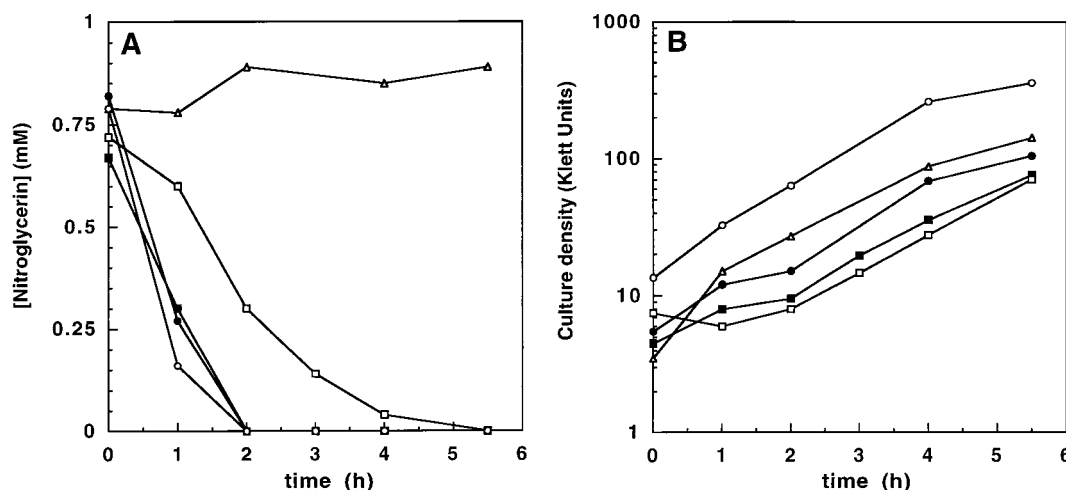 A
[Nitroglycerin] (mM)
1
0.75
0.5
0.25
0
0 1 2 3 4 5 6
time (h)
B
Culture density (Klett Units)
1000
100
10
1
0 1 2 3 4 5 6
time (h)